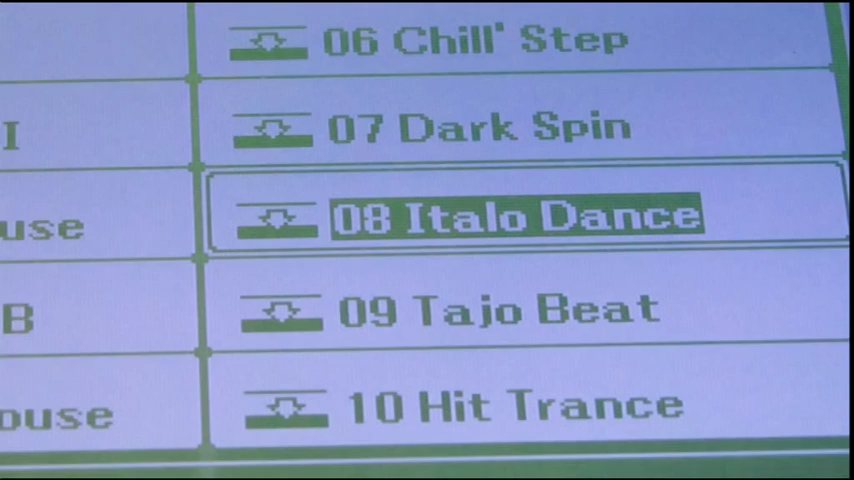 06 Chill' Step
I
07 Dark Spin
use
08 Italo Dance
B
09 Tajo Beat
ouse
10 Hit Trance